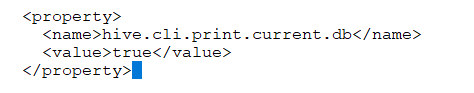 <property>
<name>hive.cli.print.current.db</name>
<value>true</value>
</property>